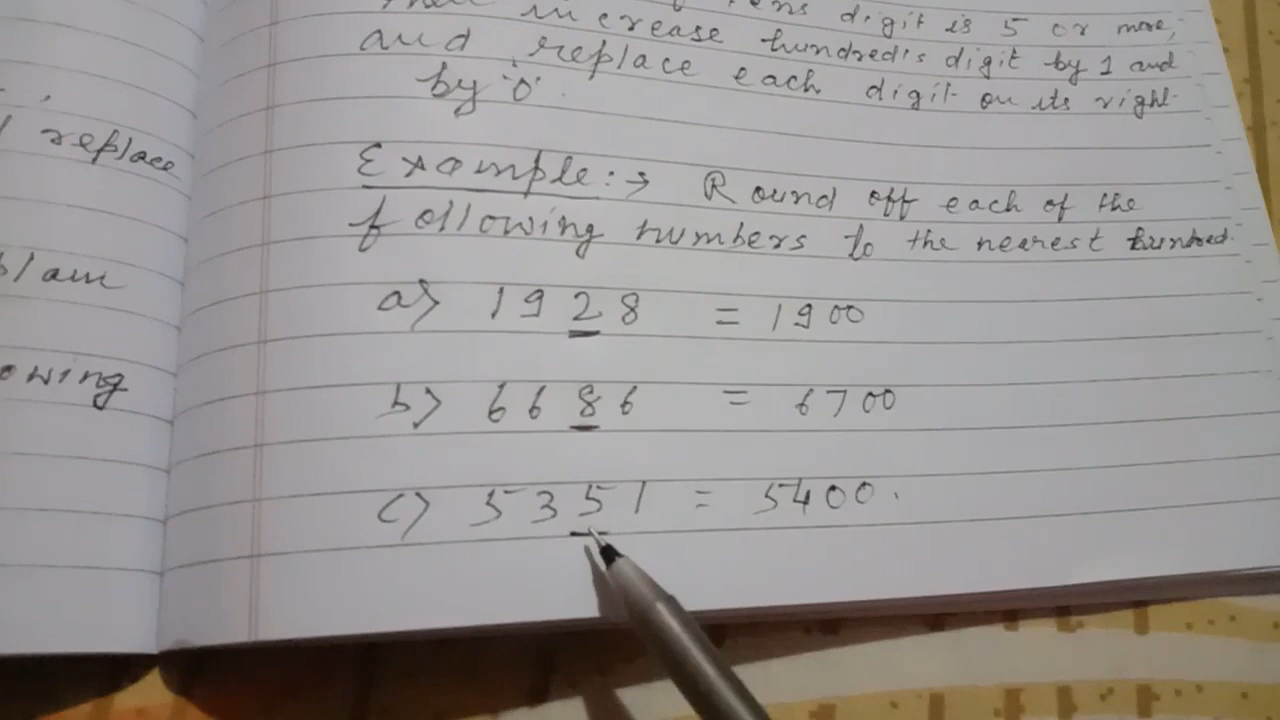 digit is 5 or more,
increase hundred's digit by 1 and
and replace each digit on its right
by '0'.
replace
Example:→ Round off each of the
following numbers to the nearest hundred.
a) 1928 = 1900
owing
b) 6686 = 6700
c) 5351 = 5400.